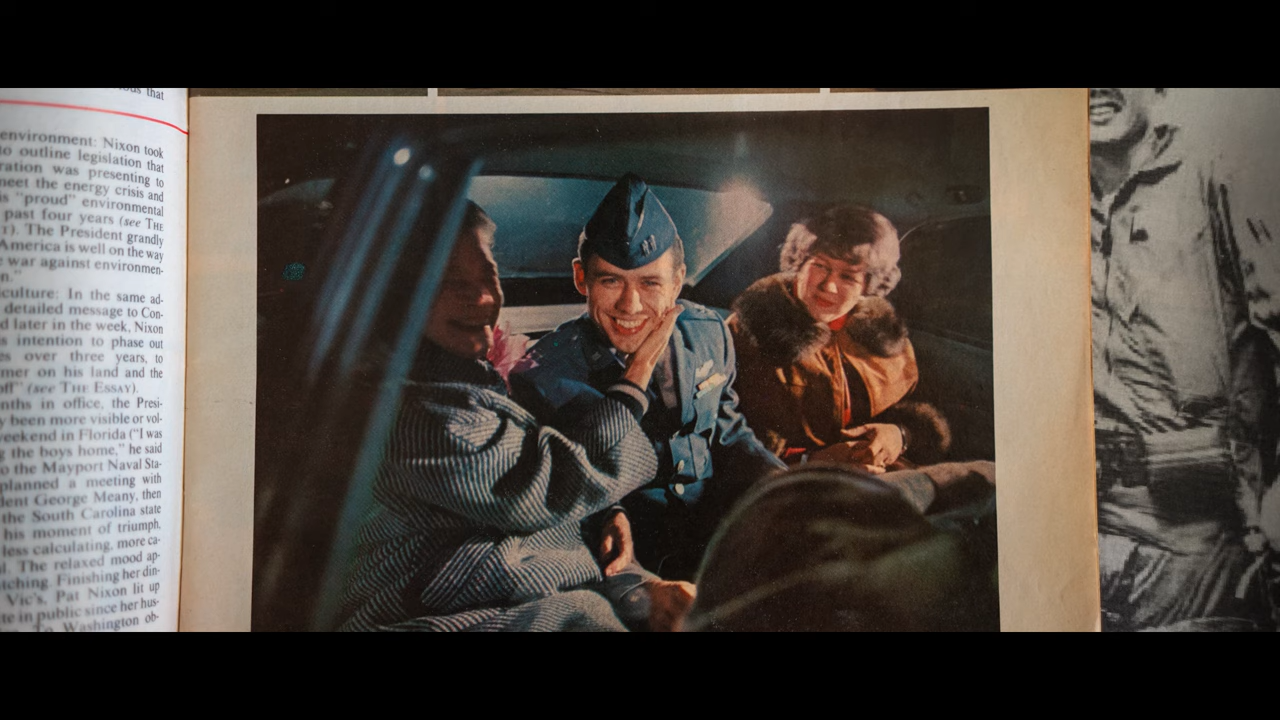 that
environment: Nixon took
to outline legislation that
ration was presenting to
meet the energy crisis and
is "proud" environmental
past four years (see THE
T). The President grandly
America is well on the way
e war against environmen-
n."
iculture: In the same ad-
detailed message to Con-
d later in the week, Nixon
s intention to phase out
es over three years, to
mer on his land and the
off" (see THE ESSAY).
nths in office, the Presi-
y been more visible or vol-
weekend in Florida ("I was
g the boys home," he said
o the Mayport Naval Sta-
planned a meeting with
dent George Meany, then
the South Carolina state
his moment of triumph.
less calculating, more ca-
l. The relaxed mood ap-
tching. Finishing her din-
Vic's, Pat Nixon lit up
te in public since her hus-
To Washington ob-